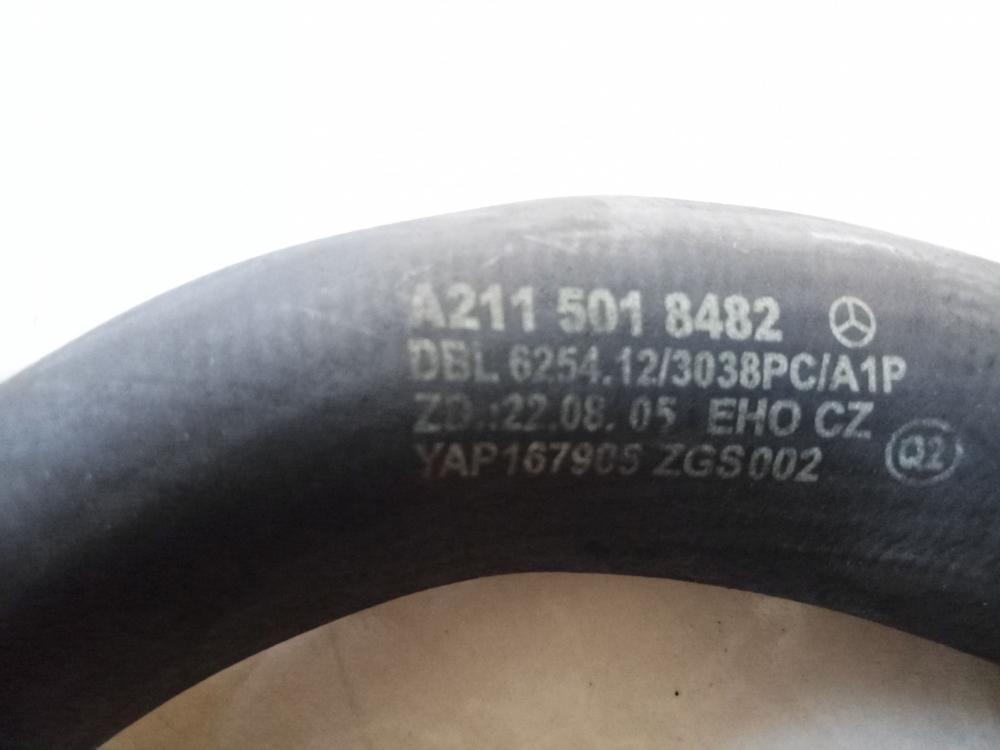 A211 501 8482
DBL 6254.12/3038PC/A1P
ZD.:22.08.05 EHO CZ
YAP167905 ZGS002 Q2